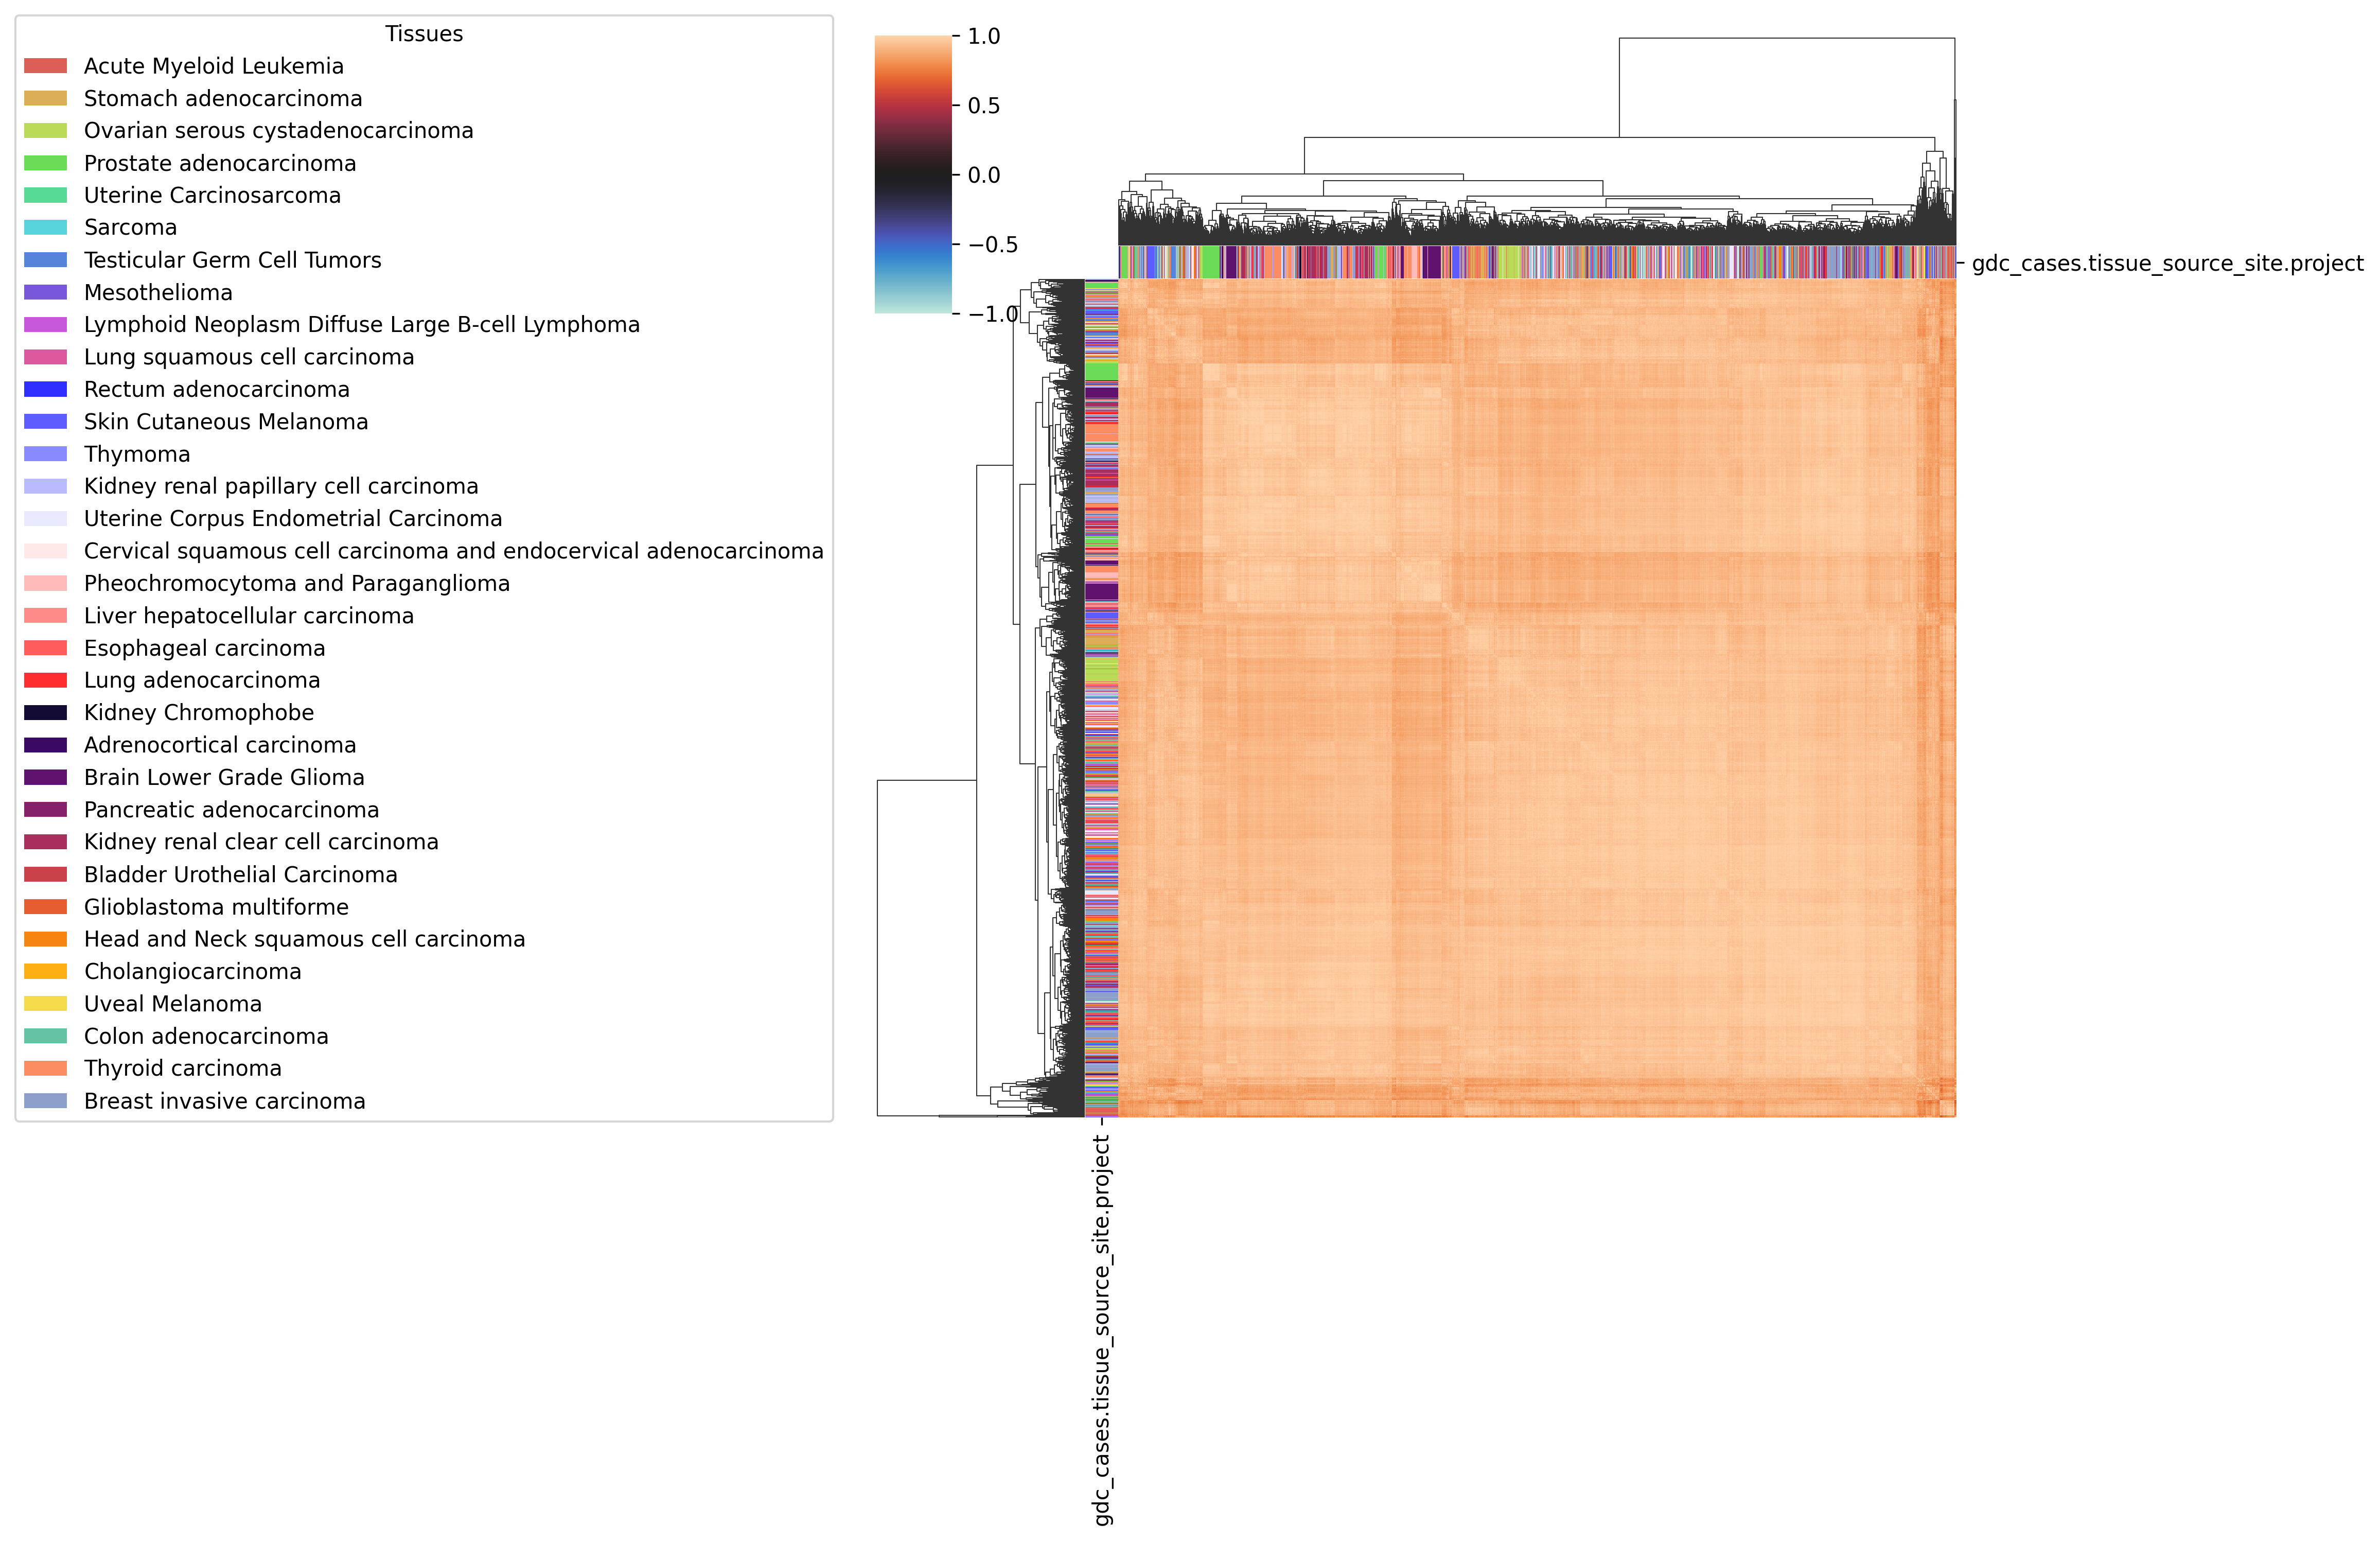 Tissues
Acute Myeloid Leukemia
Stomach adenocarcinoma
Ovarian serous cystadenocarcinoma
Prostate adenocarcinoma
Uterine Carcinosarcoma
Sarcoma
Testicular Germ Cell Tumors
Mesothelioma
Lymphoid Neoplasm Diffuse Large B-cell Lymphoma
Lung squamous cell carcinoma
Rectum adenocarcinoma
Skin Cutaneous Melanoma
Thymoma
Kidney renal papillary cell carcinoma
Uterine Corpus Endometrial Carcinoma
Cervical squamous cell carcinoma and endocervical adenocarcinoma
Pheochromocytoma and Paraganglioma
Liver hepatocellular carcinoma
Esophageal carcinoma
Lung adenocarcinoma
Kidney Chromophobe
Adrenocortical carcinoma
Brain Lower Grade Glioma
Pancreatic adenocarcinoma
Kidney renal clear cell carcinoma
Bladder Urothelial Carcinoma
Glioblastoma multiforme
Head and Neck squamous cell carcinoma
Cholangiocarcinoma
Uveal Melanoma
Colon adenocarcinoma
Thyroid carcinoma
Breast invasive carcinoma
1.0
0.5
0.0
−0.5
−1.0
gdc_cases.tissue_source_site.project
gdc_cases.tissue_source_site.project